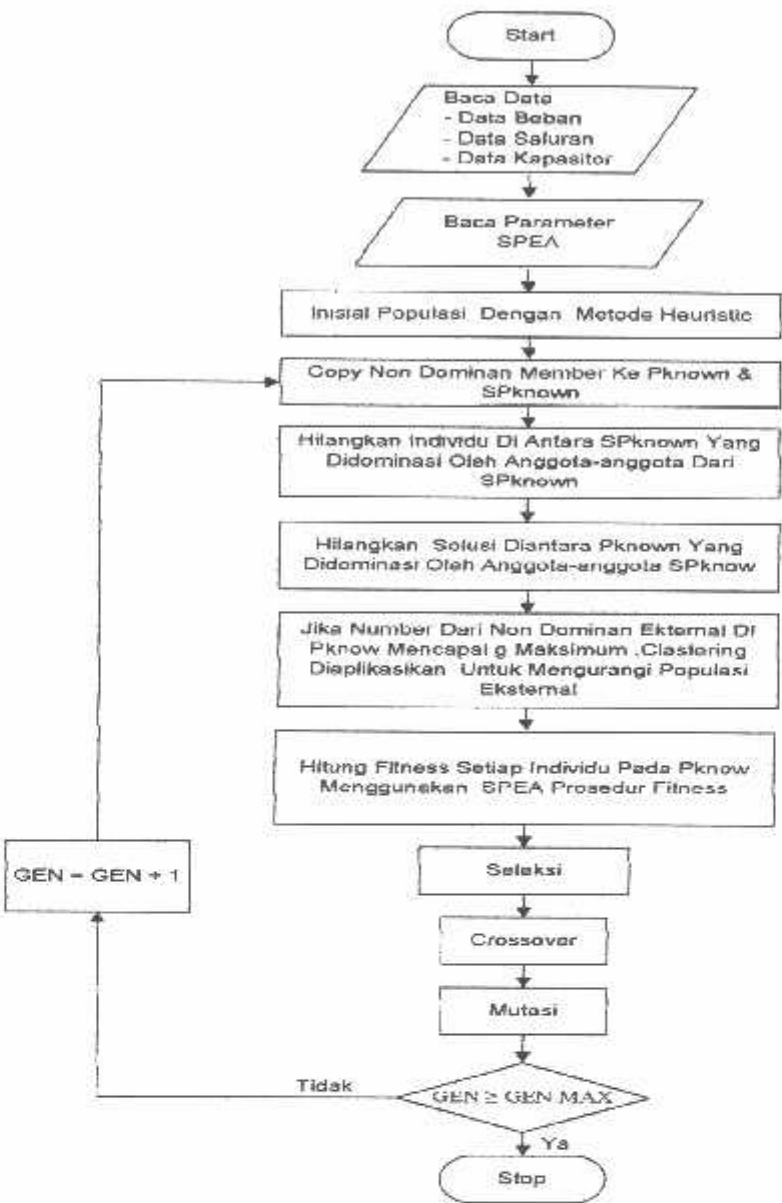 Start
Baca Data
- Data Beban
- Data Saluran
- Data Kapasitor
Baca Parameter
SPEA
Inisial Populasi Dengan Metode Heuristic
Copy Non Dominan Member Ke Pknown &
SPknown
Hilangkan Individu Di Antara SPknown Yang
Didominasi Oleh Anggota-anggota Dari
SPknown
Hilangkan Solusi Diantara Pknown Yang
Didominasi Oleh Anggota-anggota SPknow
Jika Number Dari Non Dominan Ekternal Di
Pknow Mencapai g Maksimum ,Clastering
Diaplikasikan Untuk Mengurangi Populasi
Eksternal
Hitung Fitness Setiap Individu Pada Pknow
Menggunakan SPEA Prosedur Fitness
GEN = GEN + 1
Seleksi
Crossover
Mutasi
Tidak
GEN ≥ GEN MAX
Ya
Stop